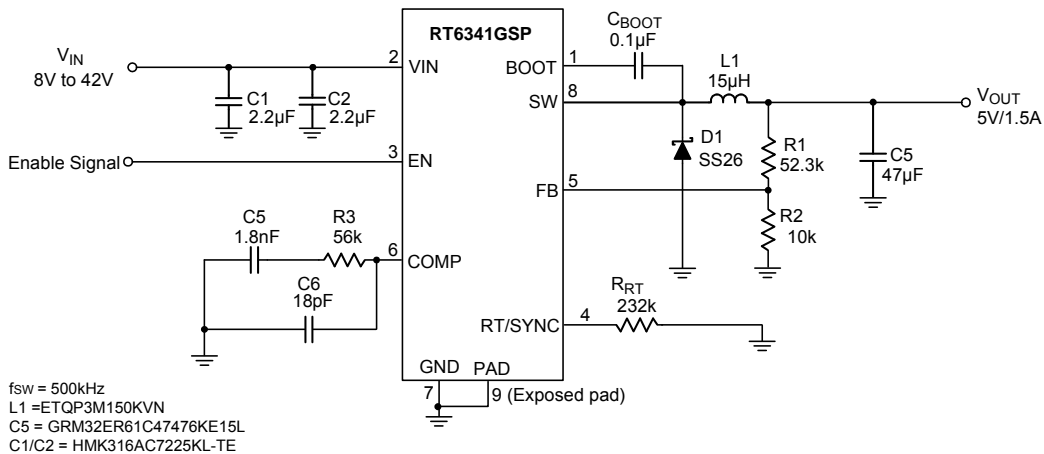 RT6341GSP
VIN
8V to 42V
2
VIN
C1
2.2µF
C2
2.2µF
Enable Signal
3
EN
C5
1.8nF
R3
56k
6
COMP
C6
18pF
GND
PAD
7
9 (Exposed pad)
CBOOT
0.1µF
BOOT
1
SW
8
L1
15µH
VOUT
5V/1.5A
D1
SS26
R1
52.3k
C5
47µF
FB
5
R2
10k
RRT
232k
RT/SYNC
4
fSW = 500kHz
L1 =ETQP3M150KVN
C5 = GRM32ER61C47476KE15L
C1/C2 = HMK316AC7225KL-TE